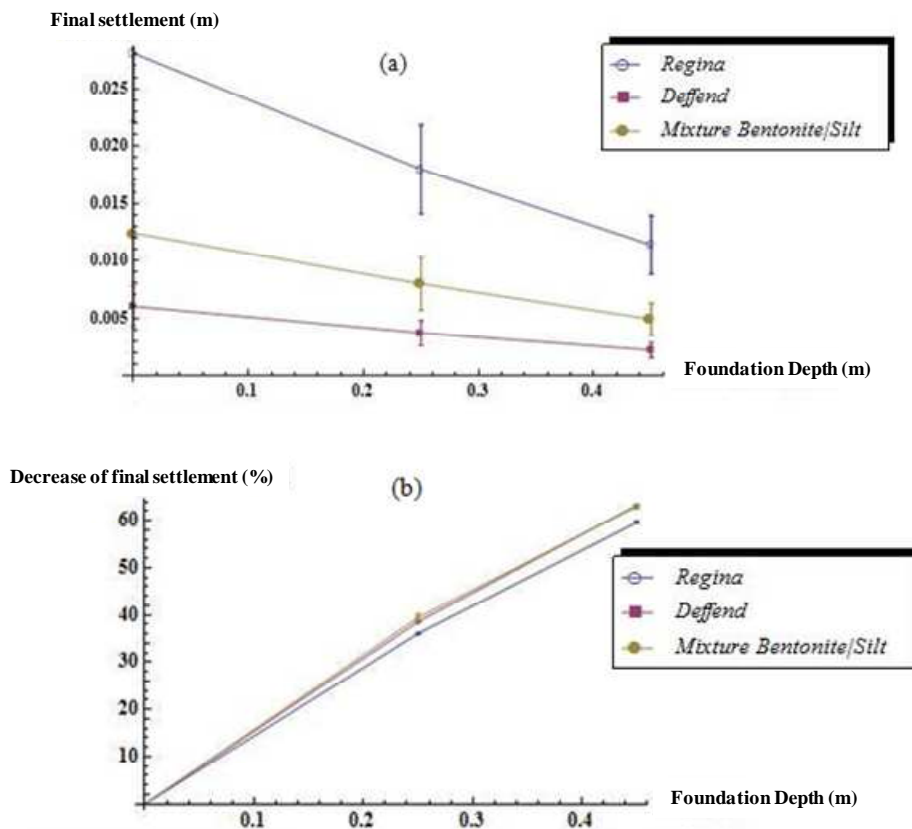 Final settlement (m)
(a)
Regina
Deffend
Mixture Bentonite/Silt
0.025
0.020
0.015
0.010
0.005
0.1 0.2 0.3 0.4
Foundation Depth (m)
Decrease of final settlement (%)
(b)
60
50
40
30
20
10
Regina
Deffend
Mixture Bentonite/Silt
0.1 0.2 0.3 0.4
Foundation Depth (m)